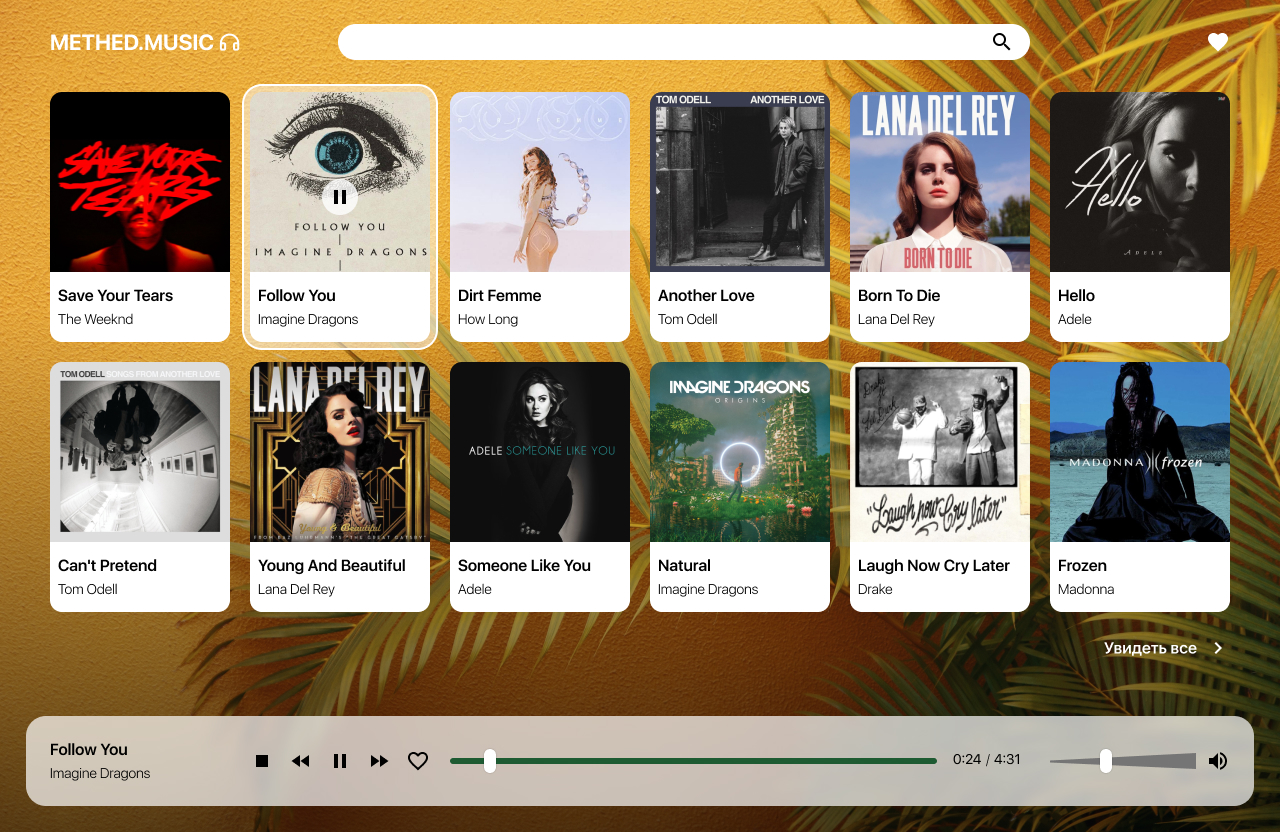 METHED.MUSIC
SAVE YOUR
TEARS
FOLLOW YOU
IMAGINE DRAGONS
TOM ODELL ANOTHER LOVE
LANA DEL REY
BORN TO DIE
Hello
ADELE
Save Your Tears
The Weeknd
Follow You
Imagine Dragons
Dirt Femme
How Long
Another Love
Tom Odell
Born To Die
Lana Del Rey
Hello
Adele
TOM ODELL SONGS FROM ANOTHER LOVE
LANA DEL REY
Young & Beautiful
FROM BAZ LUHRMANN'S "THE GREAT GATSBY"
ADELE SOMEONE LIKE YOU
IMAGINE DRAGONS
ORIGINS
"Laugh now Cry later"
MADONNA frozen
Can't Pretend
Tom Odell
Young And Beautiful
Lana Del Rey
Someone Like You
Adele
Natural
Imagine Dragons
Laugh Now Cry Later
Drake
Frozen
Madonna
Увидеть все
Follow You
Imagine Dragons
0:24 / 4:31